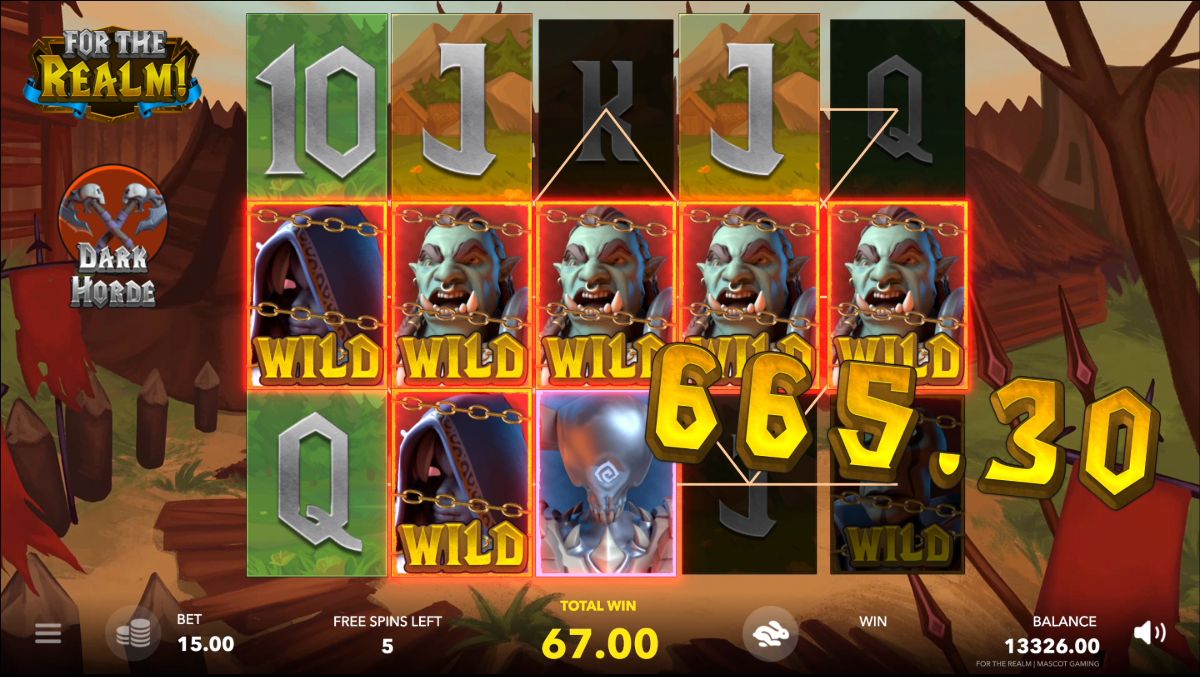 FOR THE
REALM!
DARK
HORDE
10 J K J Q
WILD WILD WILD WILD WILD
665.30
Q WILD J WILD
BET
15.00
FREE SPINS LEFT
5
TOTAL WIN
67.00
WIN
BALANCE
13326.00
FOR THE REALM | MASCOT GAMING